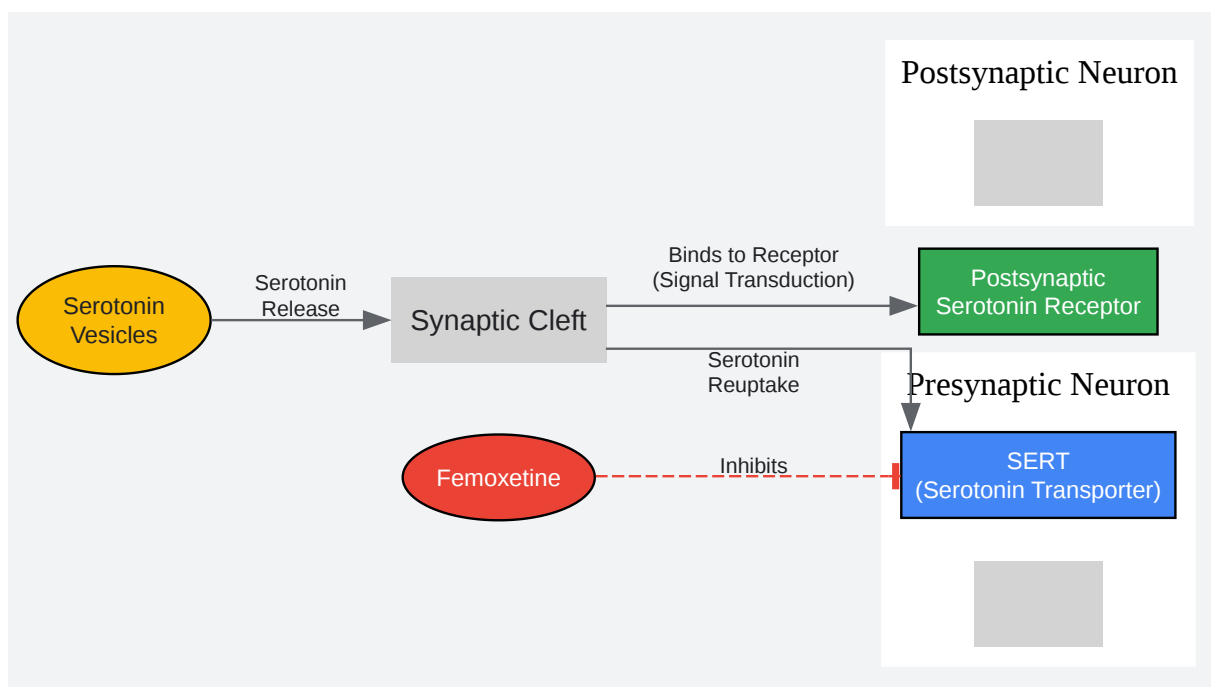 Postsynaptic Neuron
Binds to Receptor
(Signal Transduction)
Postsynaptic
Serotonin Receptor
Serotonin
Release
Serotonin
Vesicles
Synaptic Cleft
Serotonin
Reuptake
Presynaptic Neuron
Femoxetine
Inhibits
SERT
(Serotonin Transporter)